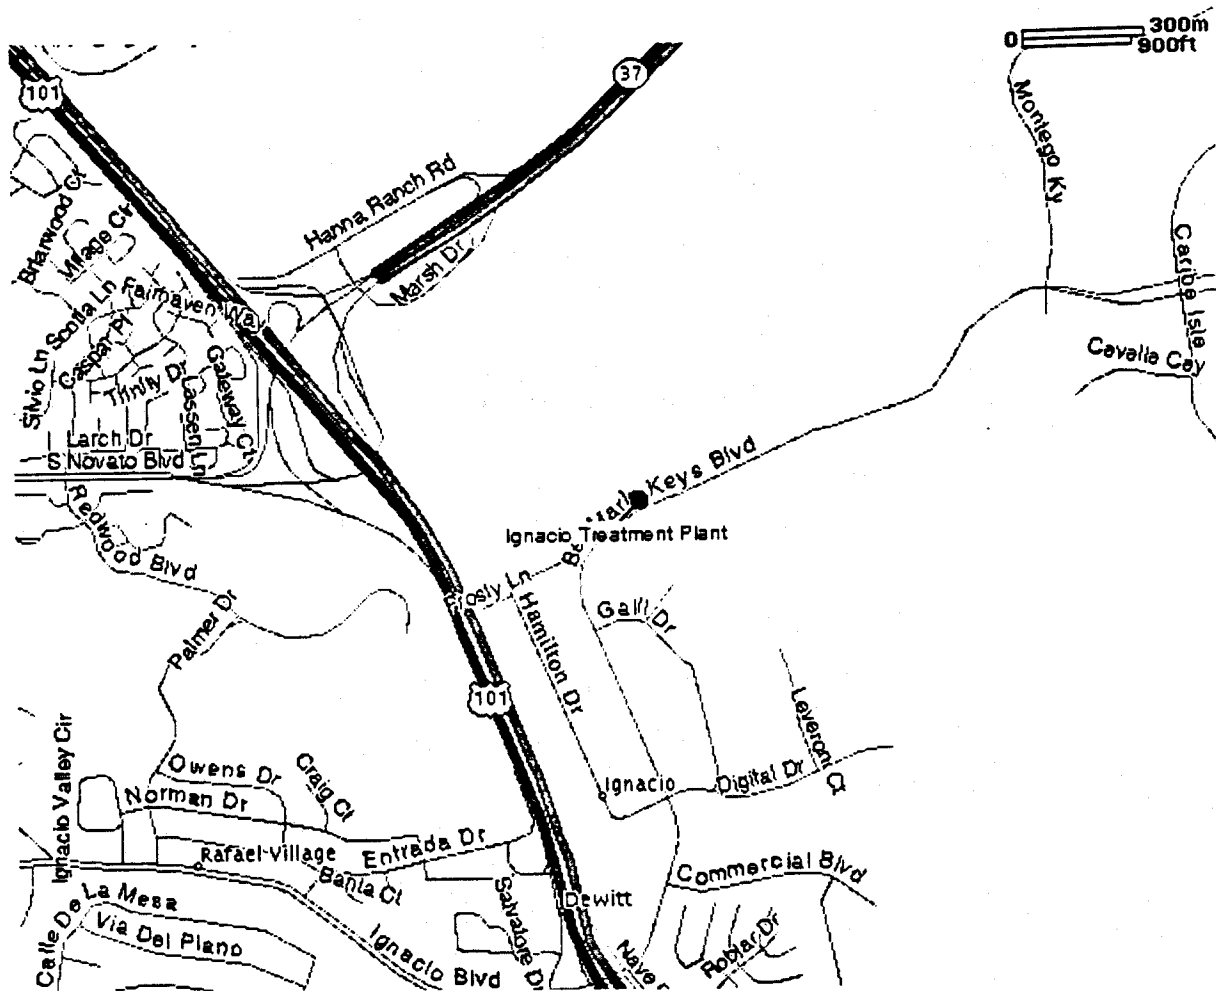 300m
0
900ft
101
37
Montego Ky
Hanna Ranch Rd
Marsh Dr
Briarwood Ct
Village Cir
Caribe Isle
Fairhaven Wa
Scotia Ln
Caspar Pl
Silvio Ln
Trinity Dr
Gateway Ct
Lassen Ln
Cavalla Cay
Larch Dr
S Novato Blvd
Keys Blvd
Redwood Blvd
Ignacio Treatment Plant
Ln
Palmer Dr
Hamilton Dr
Galli Dr
101
Ignacio Valley Cir
Owens Dr
Craig Ct
Norman Dr
Ignacio
Digital Dr
Rafael Village
Entrada Dr
Banta Ct
Commercial Blvd
Calle De La Mesa
Dewitt
Salvatore Dr
Via Del Plano
Ignacio Blvd
Nave
Roblar Dr